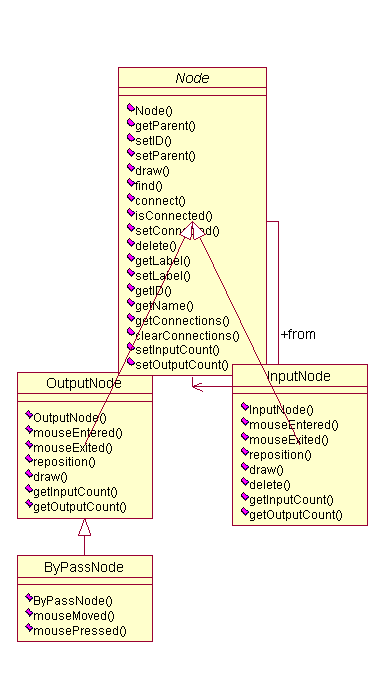 Node
Node()
getParent()
setID()
setParent()
draw()
find()
connect()
isConnected()
setConnected()
delete()
getLabel()
setLabel()
getID()
getName()
getConnections()
clearConnections()
setInputCount()
setOutputCount()
+from
OutputNode
OutputNode()
mouseEntered()
mouseExited()
reposition()
draw()
getInputCount()
getOutputCount()
InputNode
InputNode()
mouseEntered()
mouseExited()
reposition()
draw()
delete()
getInputCount()
getOutputCount()
ByPassNode
ByPassNode()
mouseMoved()
mousePressed()